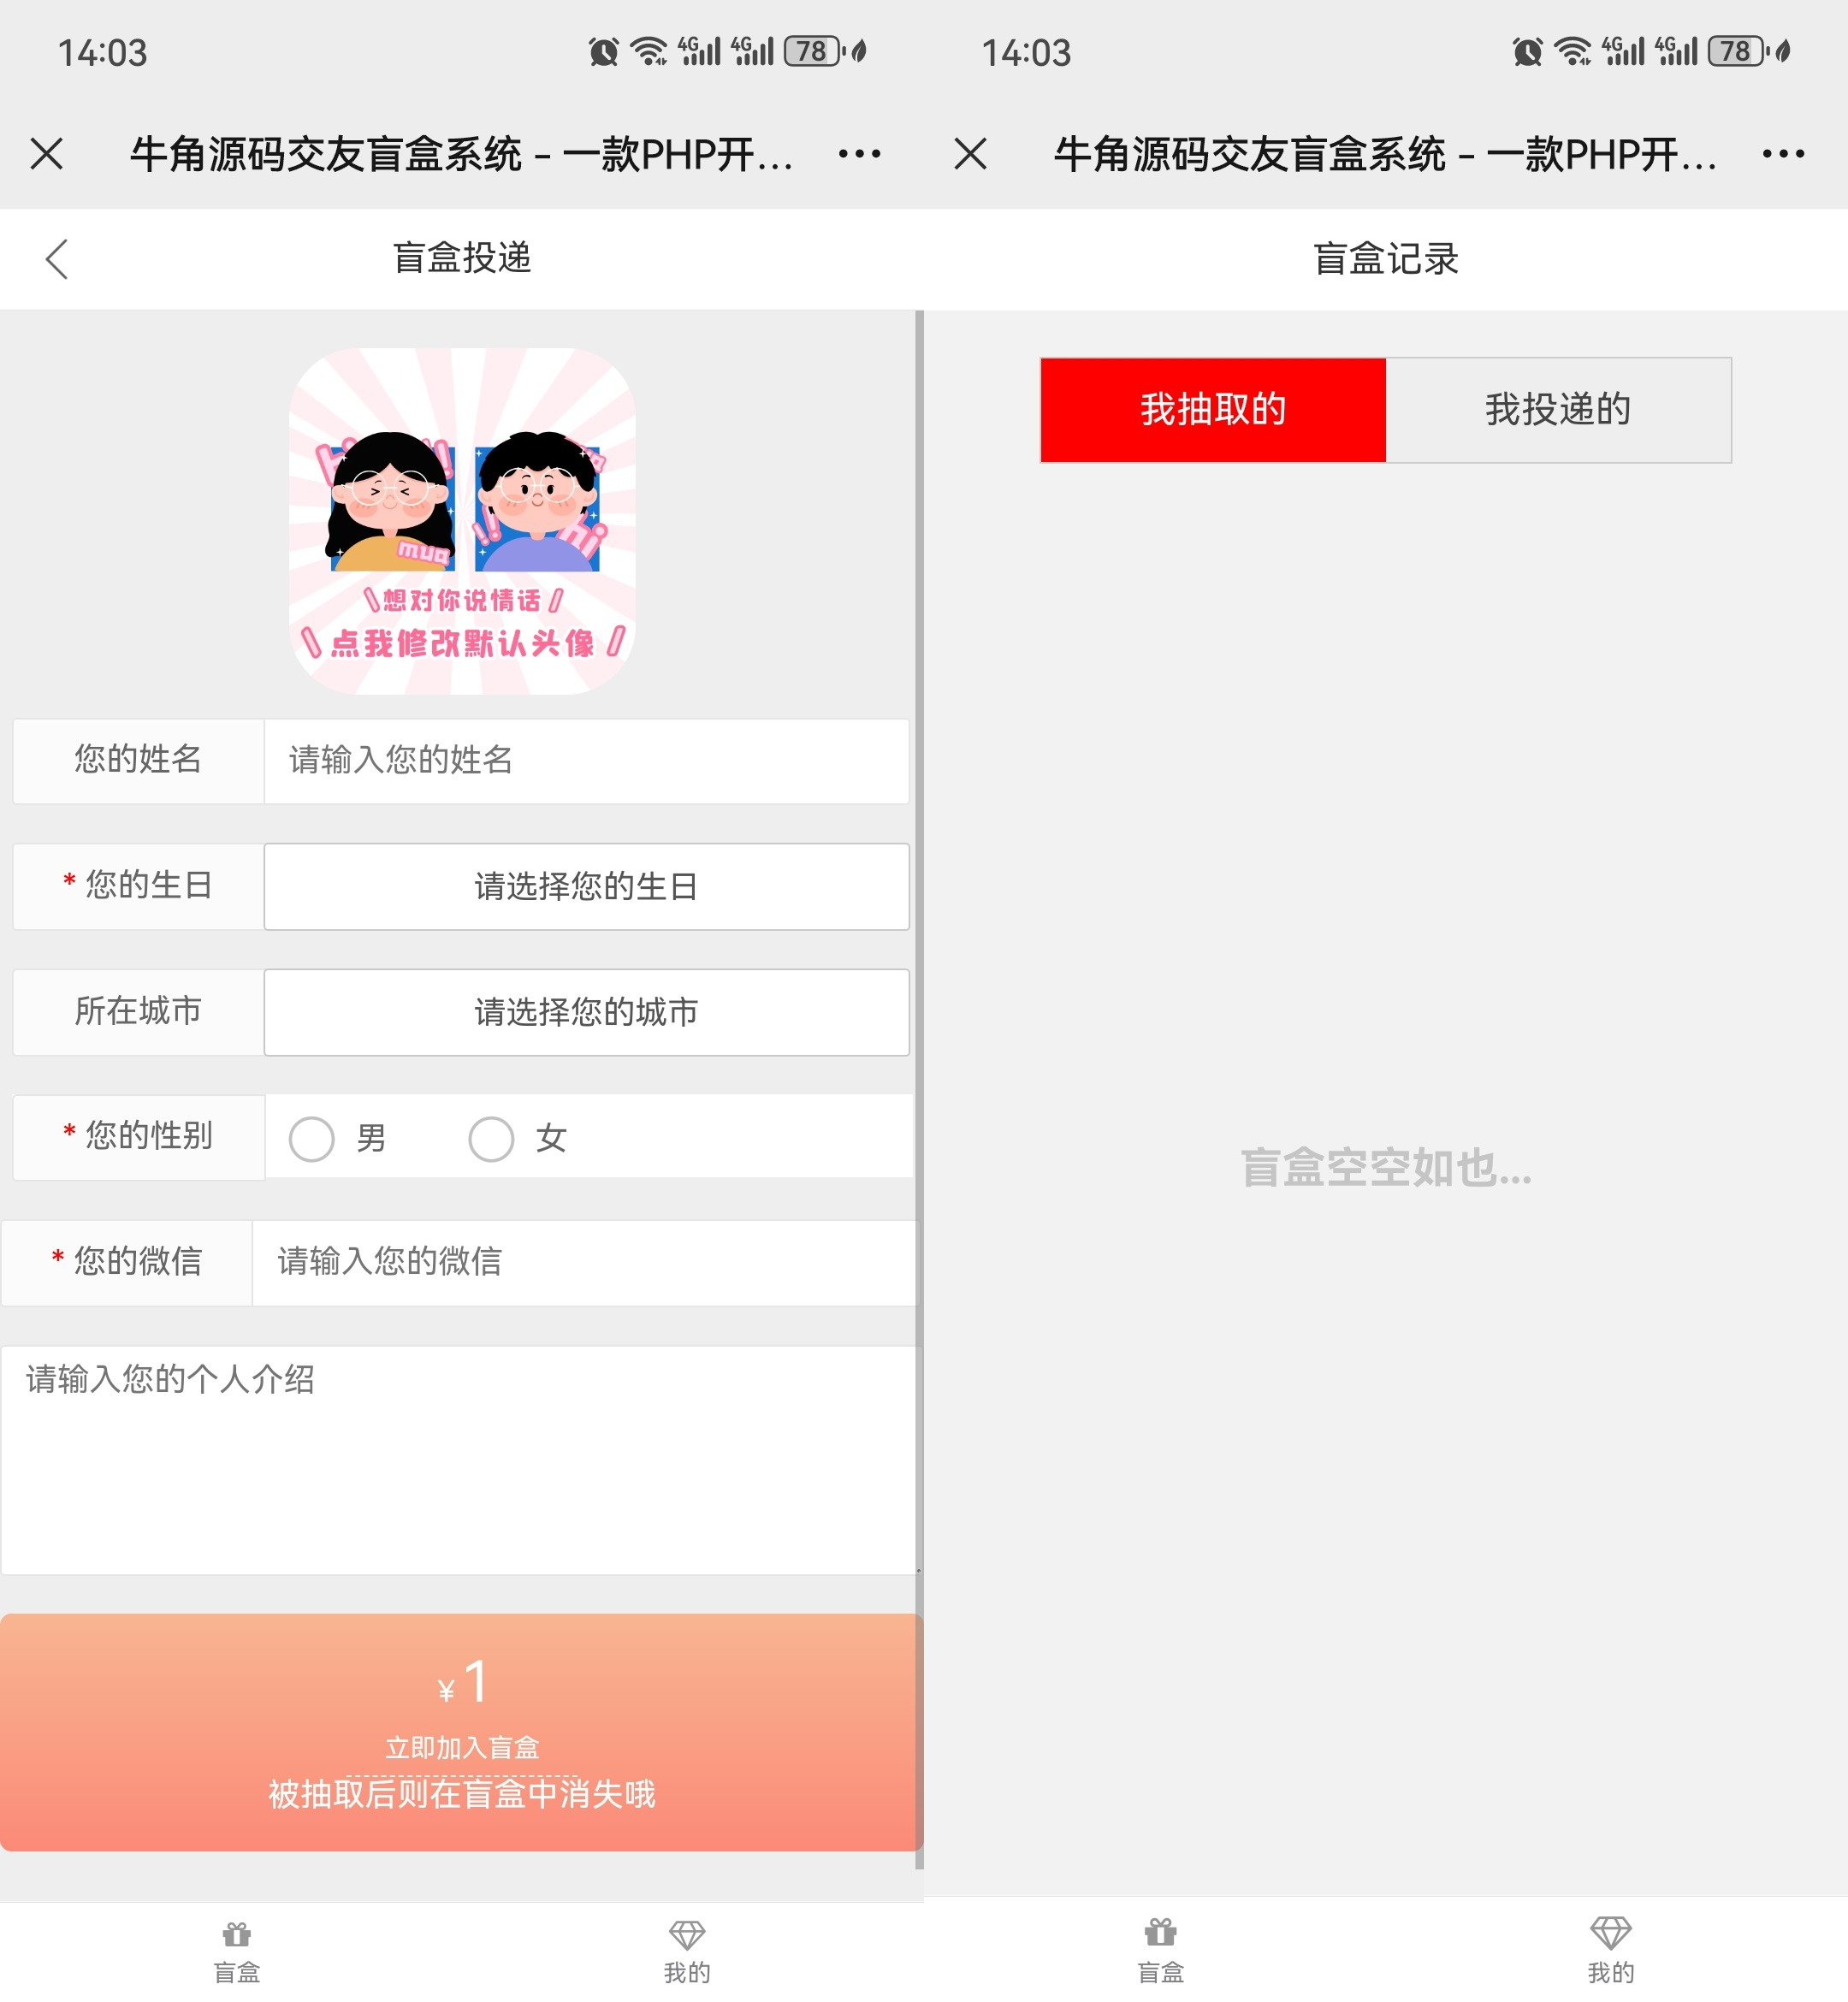 14:03
4G 4G 78
牛角源码交友盲盒系统 – 一款PHP开...
盲盒投递
mua
hi
想对你说情话
点我修改默认头像
您的姓名 请输入您的姓名
* 您的生日 请选择您的生日
所在城市 请选择您的城市
* 您的性别 男 女
* 您的微信 请输入您的微信
请输入您的个人介绍
¥1
立即加入盲盒
被抽取后则在盲盒中消失哦
盲盒 我的
14:03
4G 4G 78
牛角源码交友盲盒系统 – 一款PHP开...
盲盒记录
我抽取的 我投递的
盲盒空空如也...
盲盒 我的